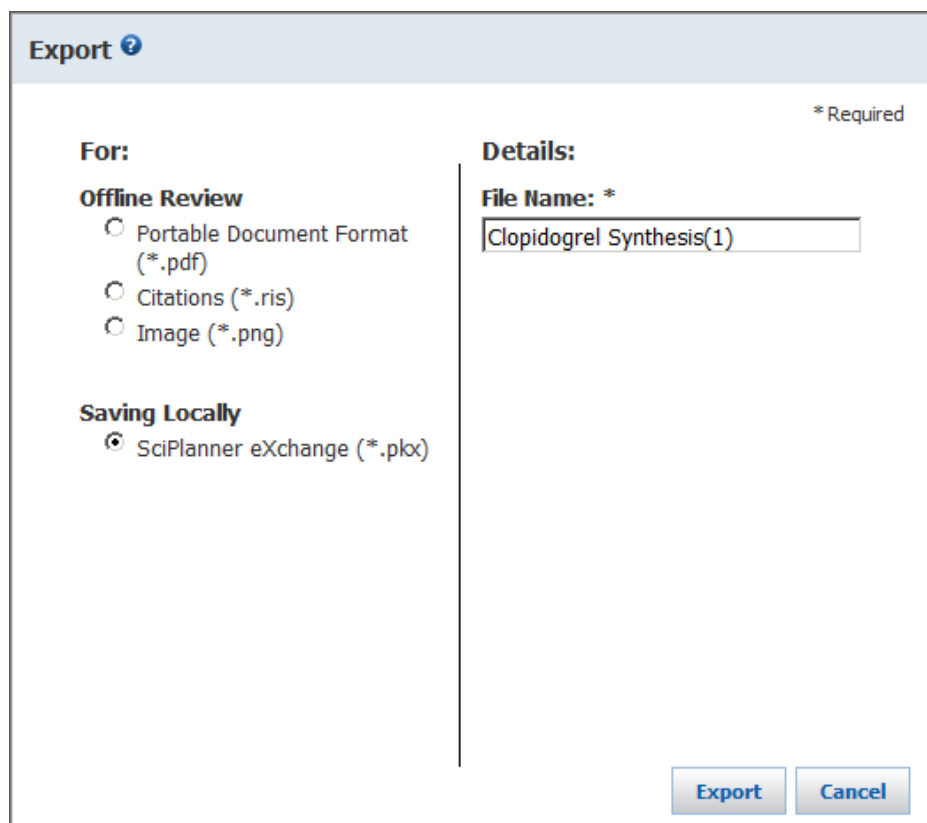 Export ?
* Required
For:
Offline Review
Portable Document Format
(*.pdf)
Citations (*.ris)
Image (*.png)
Saving Locally
SciPlanner eXchange (*.pkx)
Details:
File Name: *
Clopidogrel Synthesis(1)
Export
Cancel